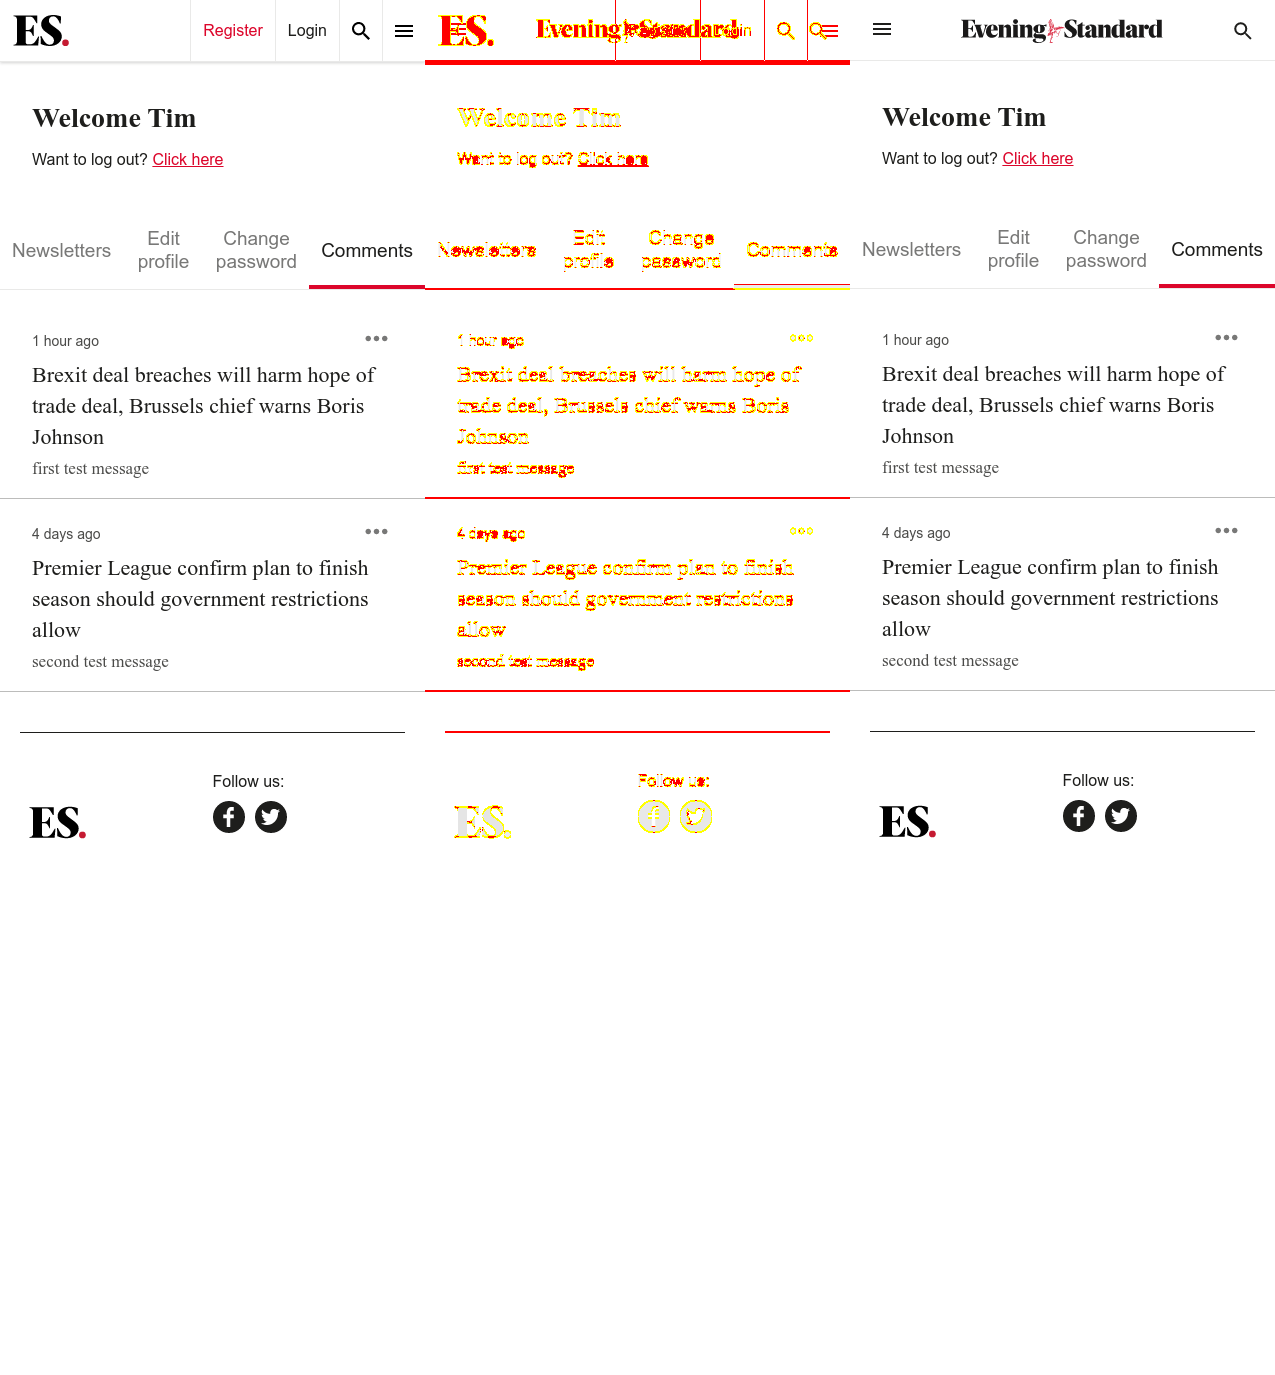 ES. Register Login
Welcome Tim
Want to log out? Click here
Newsletters Edit profile Change password Comments
1 hour ago
Brexit deal breaches will harm hope of
trade deal, Brussels chief warns Boris
Johnson
first test message
4 days ago
Premier League confirm plan to finish
season should government restrictions
allow
second test message
Follow us:
ES.
ES. Evening Standard Register Login
Welcome Tim
Want to log out? Click here
Newsletters Edit profile Change password Comments
1 hour ago
Brexit deal breaches will harm hope of
trade deal, Brussels chief warns Boris
Johnson
first test message
4 days ago
Premier League confirm plan to finish
season should government restrictions
allow
second test message
Follow us:
ES.
Evening Standard
Welcome Tim
Want to log out? Click here
Newsletters Edit profile Change password Comments
1 hour ago
Brexit deal breaches will harm hope of
trade deal, Brussels chief warns Boris
Johnson
first test message
4 days ago
Premier League confirm plan to finish
season should government restrictions
allow
second test message
Follow us:
ES.